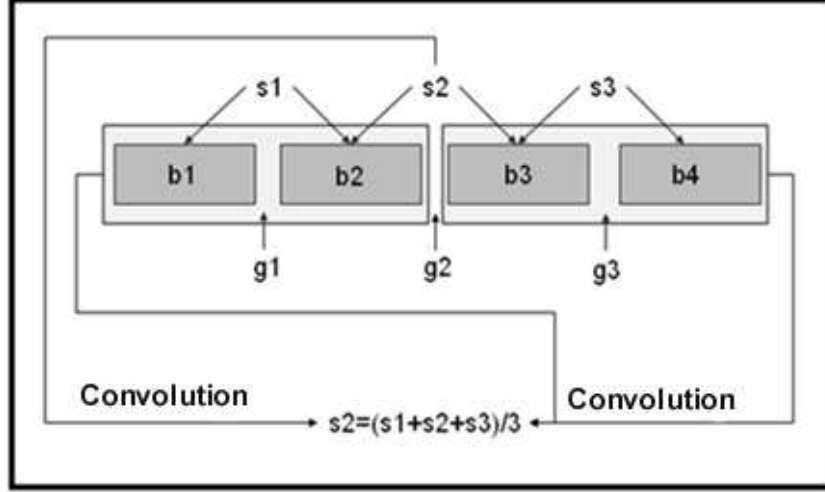 s1 s2 s3
b1 b2 b3 b4
g1 g2 g3
Convolution Convolution
s2=(s1+s2+s3)/3